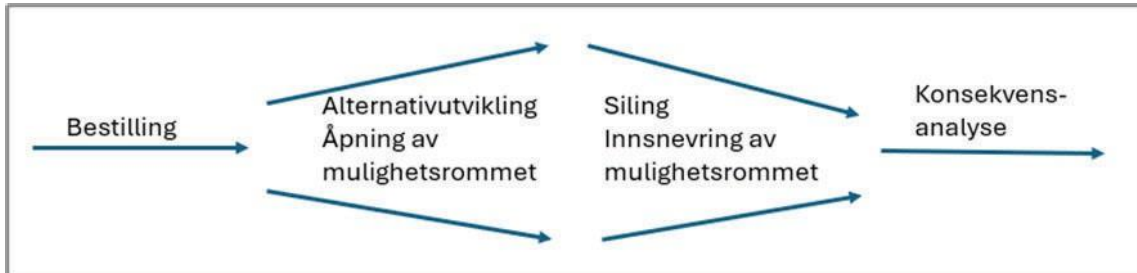 Bestilling
Alternativutvikling
Åpning av
mulighetsrommet
Siling
Innsnevring av
mulighetsrommet
Konsekvens-
analyse